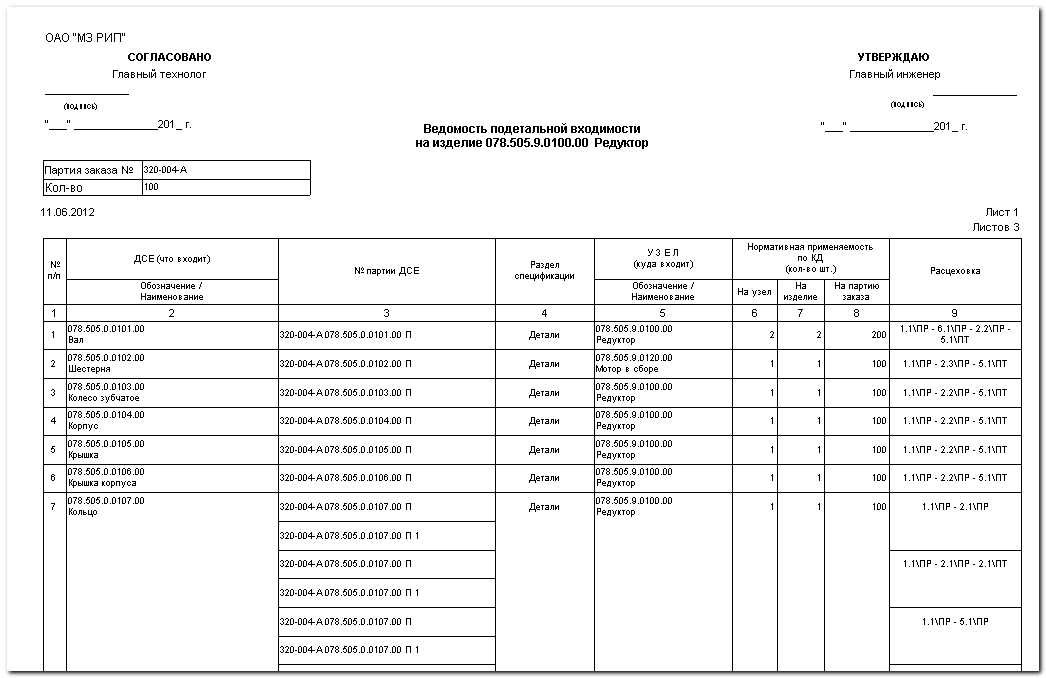 ОАО "МЗ РИП"
СОГЛАСОВАНО УТВЕРЖДАЮ
Главный технолог Главный инженер
(подпись) (подпись)
"___" ______________201_ г. "___" ______________201_ г.
Ведомость подетальной входимости
на изделие 078.505.9.0100.00 Редуктор
Партия заказа № 320-004-А
Кол-во 100
11.06.2012 Лист 1
Листов 3
№ п/п ДСЕ (что входит) № партии ДСЕ Раздел спецификации У З Е Л (куда входит) Нормативная применяемость по КД (кол-во шт.) Расцеховка
Обозначение / Наименование Обозначение / Наименование На узел На изделие На партию заказа
1 2 3 4 5 6 7 8 9
1 078.505.0.0101.00 Вал 320-004-А 078.505.0.0101.00 П Детали 078.505.9.0100.00 Редуктор 2 2 200 1.1\ПР - 6.1\ПР - 2.2\ПР - 5.1\ПТ
2 078.505.0.0102.00 Шестерня 320-004-А 078.505.0.0102.00 П Детали 078.505.9.0120.00 Мотор в сборе 1 1 100 1.1\ПР - 2.3\ПР - 5.1\ПТ
3 078.505.0.0103.00 Колесо зубчатое 320-004-А 078.505.0.0103.00 П Детали 078.505.9.0100.00 Редуктор 1 1 100 1.1\ПР - 2.2\ПР - 5.1\ПТ
4 078.505.0.0104.00 Корпус 320-004-А 078.505.0.0104.00 П Детали 078.505.9.0100.00 Редуктор 1 1 100 1.1\ПР - 2.2\ПР - 5.1\ПТ
5 078.505.0.0105.00 Крышка 320-004-А 078.505.0.0105.00 П Детали 078.505.9.0100.00 Редуктор 1 1 100 1.1\ПР - 2.2\ПР - 5.1\ПТ
6 078.505.0.0106.00 Крышка корпуса 320-004-А 078.505.0.0106.00 П Детали 078.505.9.0100.00 Редуктор 1 1 100 1.1\ПР - 2.2\ПР - 5.1\ПТ
7 078.505.0.0107.00 Кольцо 320-004-А 078.505.0.0107.00 П Детали 078.505.9.0100.00 Редуктор 1 1 100 1.1\ПР - 2.1\ПР
320-004-А 078.505.0.0107.00 П 1
320-004-А 078.505.0.0107.00 П 1.1\ПР - 2.1\ПР - 2.1\ПТ
320-004-А 078.505.0.0107.00 П 1
320-004-А 078.505.0.0107.00 П 1.1\ПР - 5.1\ПР
320-004-А 078.505.0.0107.00 П 1